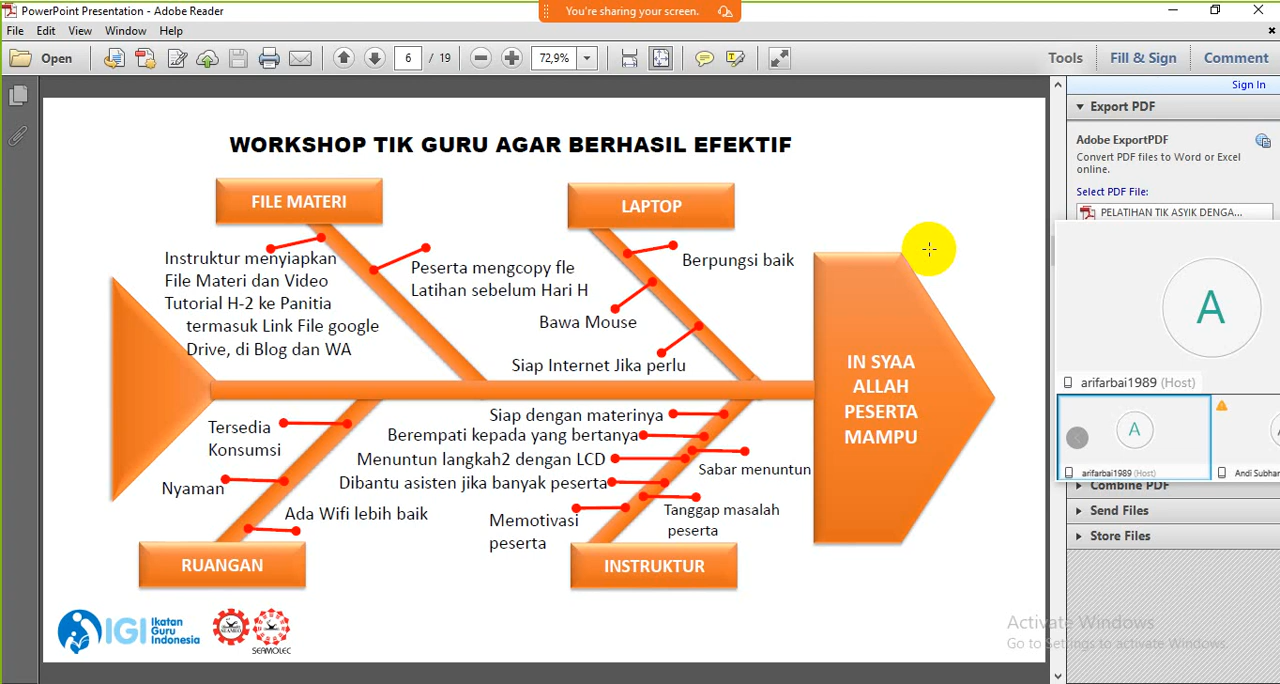 PowerPoint Presentation - Adobe Reader
You're sharing your screen.
File Edit View Window Help
Open 6 / 19 72,9% Tools Fill & Sign Comment
Sign In
Export PDF
Adobe ExportPDF
Convert PDF files to Word or Excel
online.
Select PDF File:
PELATIHAN TIK ASYIK DENGA...
A
arifarbai1989 (Host)
A
arifarbai1989 (Host)
Andi Subhar
Combine PDF
Send Files
Store Files
WORKSHOP TIK GURU AGAR BERHASIL EFEKTIF
FILE MATERI
Instruktur menyiapkan
File Materi dan Video
Tutorial H-2 ke Panitia
termasuk Link File google
Drive, di Blog dan WA
Peserta mengcopy fle
Latihan sebelum Hari H
LAPTOP
Berpungsi baik
Bawa Mouse
Siap Internet Jika perlu
IN SYAA
ALLAH
PESERTA
MAMPU
Tersedia
Konsumsi
Nyaman
Ada Wifi lebih baik
RUANGAN
Siap dengan materinya
Berempati kepada yang bertanya
Menuntun langkah2 dengan LCD
Dibantu asisten jika banyak peserta
Memotivasi
peserta
Sabar menuntun
Tanggap masalah
peserta
INSTRUKTUR
IGI Ikatan
Guru
Indonesia
SEAMOLEC
Activate Windows
Go to Settings to activate Windows.